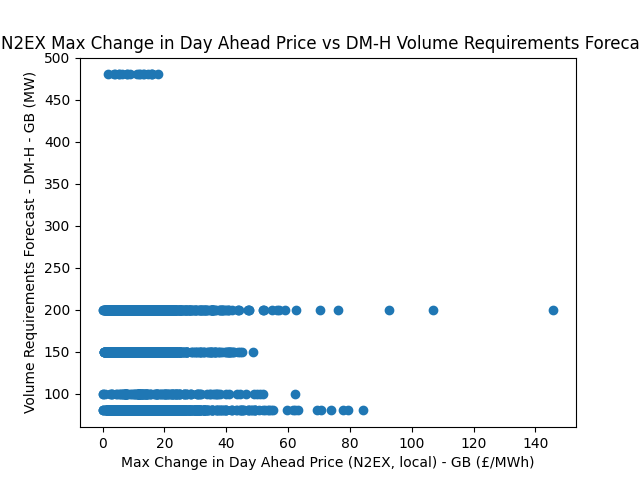 N2EX Max Change in Day Ahead Price vs DM-H Volume Requirements Foreca
500
450
400
350
300
250
200
150
100
Volume Requirements Forecast - DM-H - GB (MW)
0 20 40 60 80 100 120 140
Max Change in Day Ahead Price (N2EX, local) - GB (£/MWh)